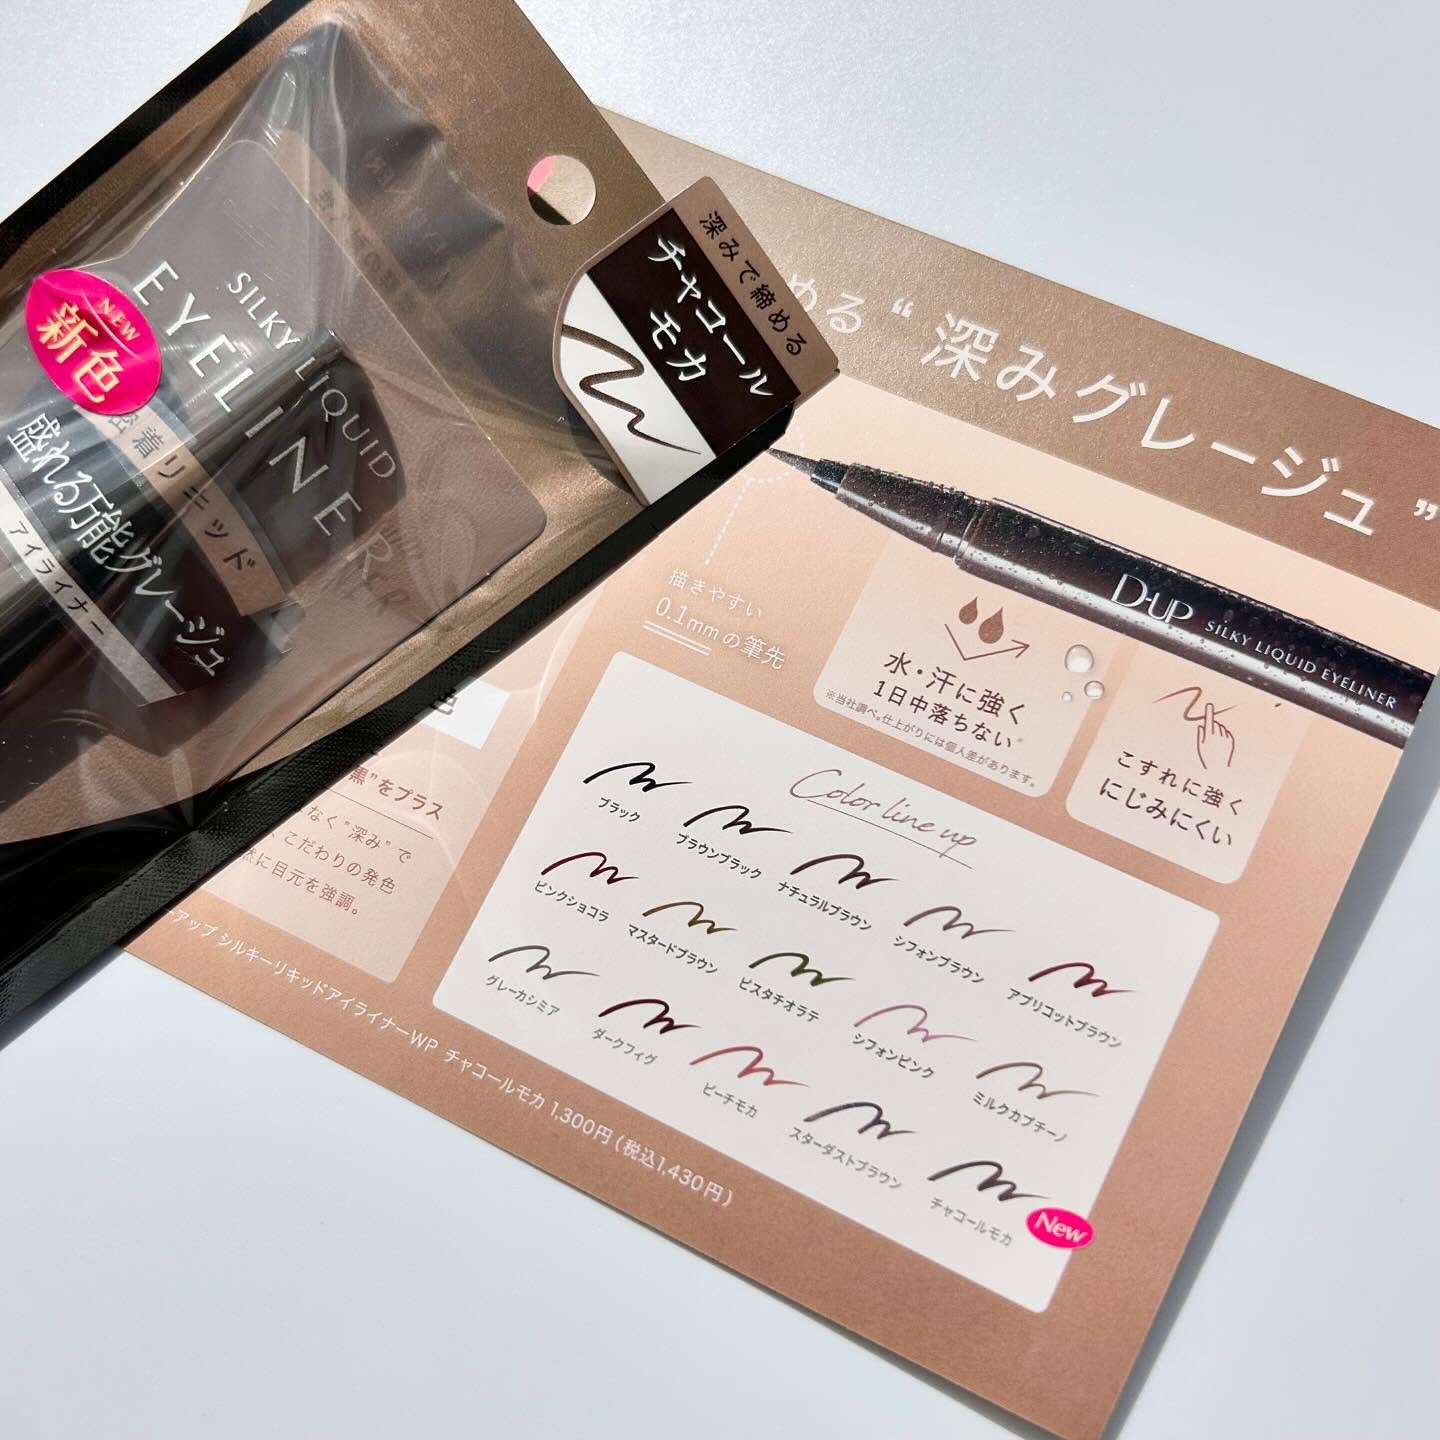 SILKY LIQUID
EYELINER
NEW
新色
密着リキッド
盛れる万能グレージュ
アイライナー
深みで締める
チャコール
モカ
める“深みグレージュ”
D-UP SILKY LIQUID EYELINER
描きやすい
0.1mmの筆先
水・汗に強く
1日中落ちない※
※当社調べ。仕上がりには個人差があります。
こすれに強く
にじみにくい
色
黒”をプラス
なく“深み”で
、こだわりの発色
然に目元を強調。
Color line up
ブラック
ブラウンブラック
ナチュラルブラウン
シフォンブラウン
アプリコットブラウン
ピンクショコラ
マスタードブラウン
ピスタチオラテ
シフォンピンク
ミルクカプチーノ
グレーカシミア
ダークフィグ
ピーチモカ
スターダストブラウン
チャコールモカ
New
アップ シルキーリキッドアイライナーWP チャコールモカ 1,300円(税込1,430円)